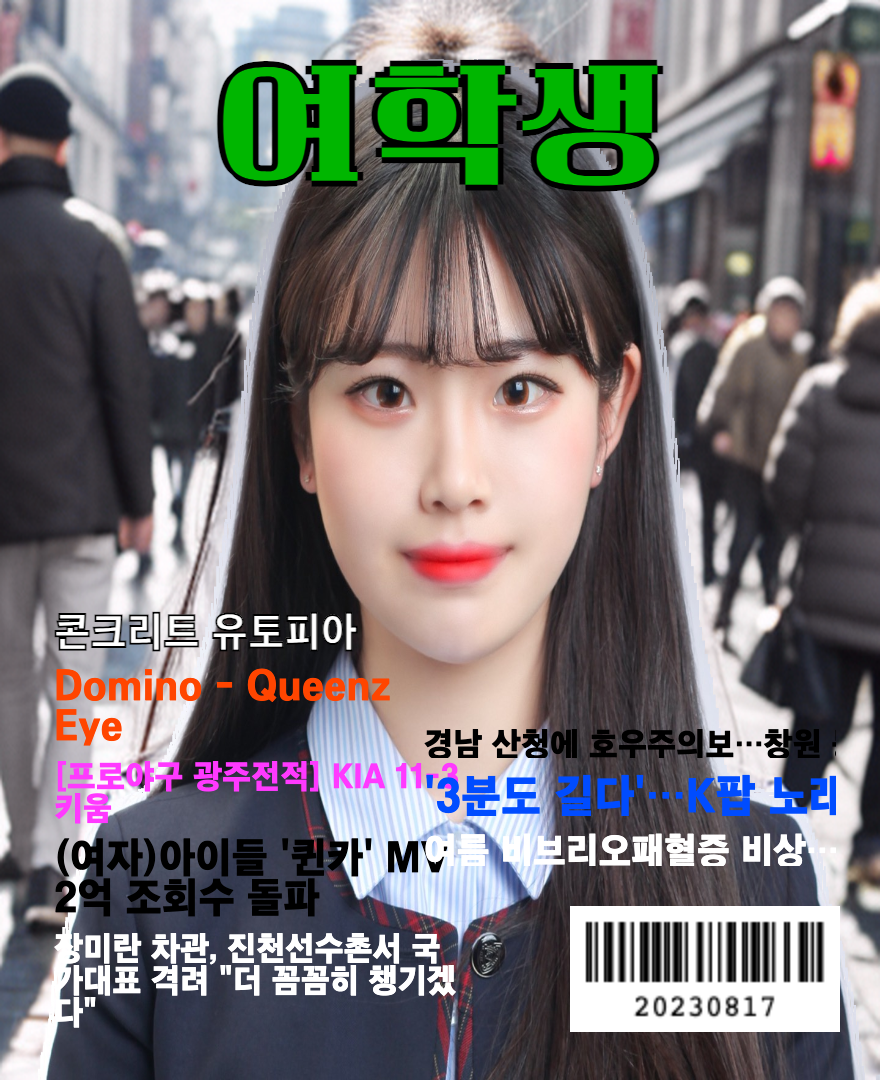 여학생
콘크리트 유토피아
Domino - Queenz
Eye
[프로야구 광주전적] KIA 11-3
키움
(여자)아이들 '퀸카' MV
2억 조회수 돌파
장미란 차관, 진천선수촌서 국
가대표 격려 "더 꼼꼼히 챙기겠
다"
경남 산청에 호우주의보…창원
'3분도 길다'…K팝 노래
여름 비브리오패혈증 비상…
20230817